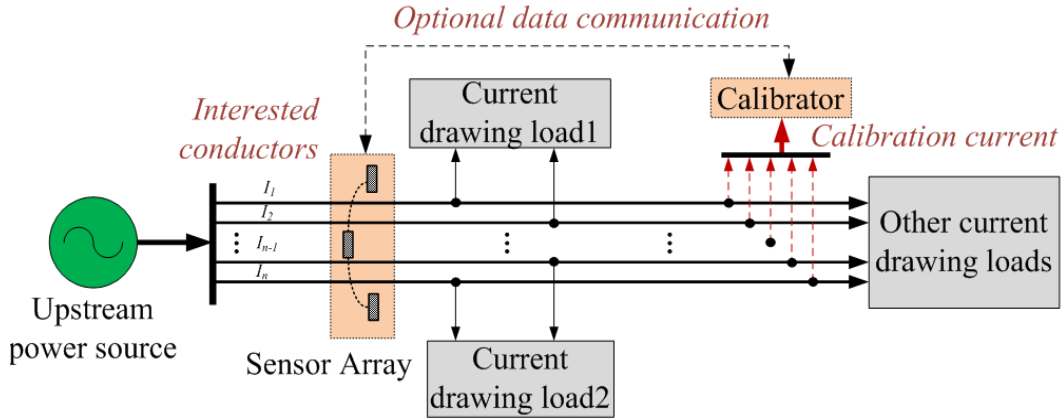 Optional data communication
Interested
conductors
Current
drawing load1
Calibrator
Calibration current
I1
I2
In-1
In
Other current
drawing loads
Upstream
power source
Sensor Array
Current
drawing load2